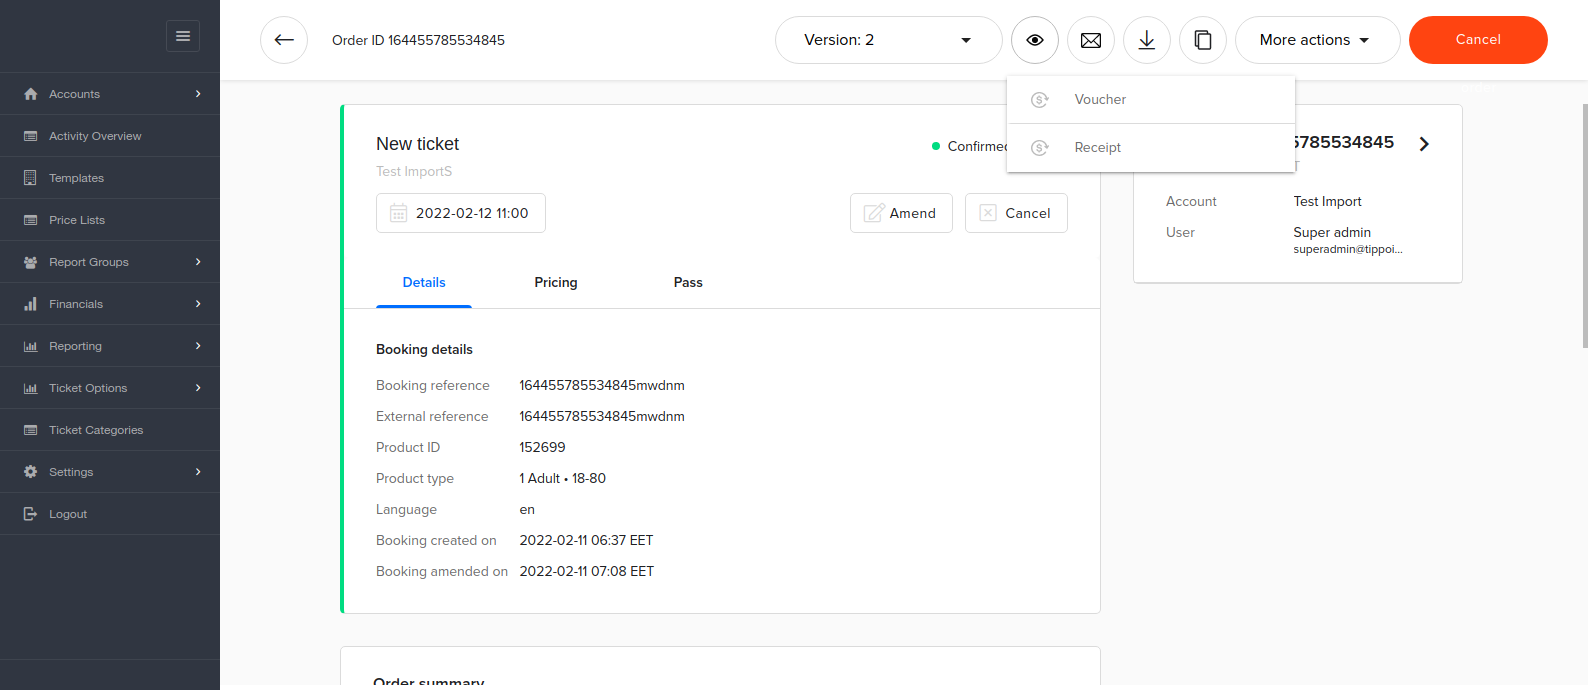 Order ID 164455785534845
Version: 2
More actions
Cancel
Accounts
Activity Overview
Templates
Price Lists
Report Groups
Financials
Reporting
Ticket Options
Ticket Categories
Settings
Logout
Voucher
Receipt
New ticket
Confirmed
Test ImportS
2022-02-12 11:00
Amend
Cancel
Details
Pricing
Pass
Booking details
Booking reference 164455785534845mwdnm
External reference 164455785534845mwdnm
Product ID 152699
Product type 1 Adult • 18-80
Language en
Booking created on 2022-02-11 06:37 EET
Booking amended on 2022-02-11 07:08 EET
Order summary
5785534845
T
Account Test Import
User Super admin
superadmin@tippoi...